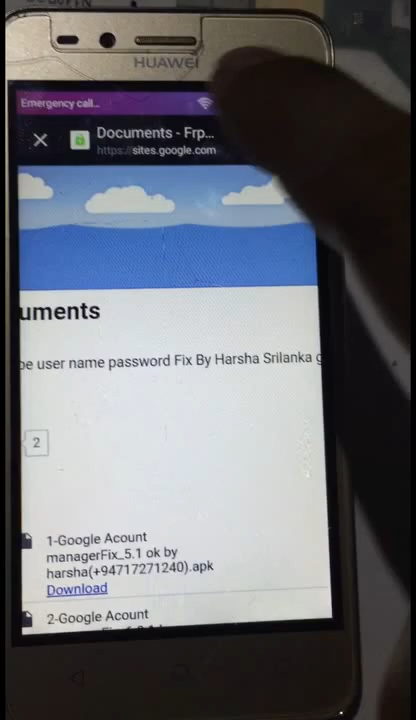 HUAWEI
Emergency call...
Documents - Frp...
https://sites.google.com
uments
pe user name password Fix By Harsha Srilanka g
2
1-Google Acount
managerFix_5.1 ok by
harsha(+94717271240).apk
Download
2-Google Acount